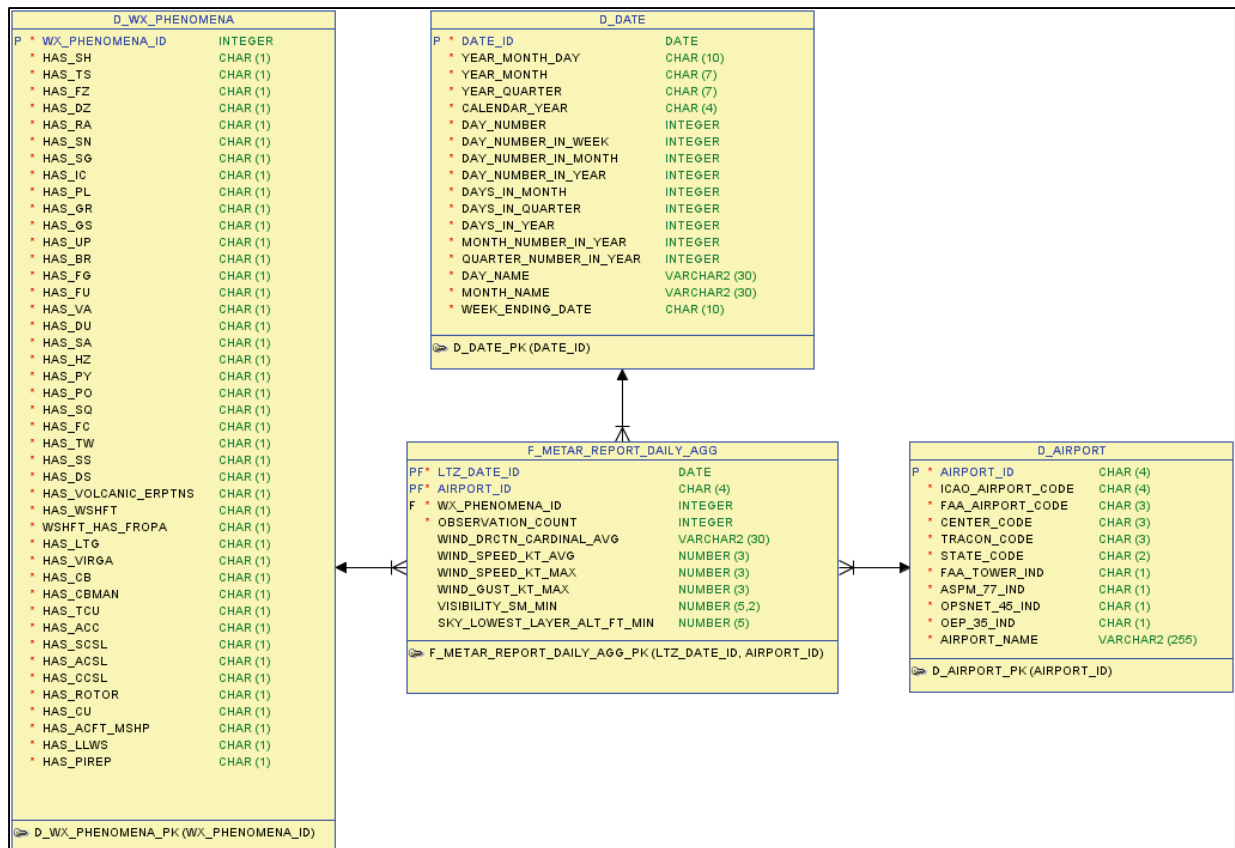 D_WX_PHENOMENA
P * WX_PHENOMENA_ID INTEGER
* HAS_SH CHAR (1)
* HAS_TS CHAR (1)
* HAS_FZ CHAR (1)
* HAS_DZ CHAR (1)
* HAS_RA CHAR (1)
* HAS_SN CHAR (1)
* HAS_SG CHAR (1)
* HAS_IC CHAR (1)
* HAS_PL CHAR (1)
* HAS_GR CHAR (1)
* HAS_GS CHAR (1)
* HAS_UP CHAR (1)
* HAS_BR CHAR (1)
* HAS_FG CHAR (1)
* HAS_FU CHAR (1)
* HAS_VA CHAR (1)
* HAS_DU CHAR (1)
* HAS_SA CHAR (1)
* HAS_HZ CHAR (1)
* HAS_PY CHAR (1)
* HAS_PO CHAR (1)
* HAS_SQ CHAR (1)
* HAS_FC CHAR (1)
* HAS_TW CHAR (1)
* HAS_SS CHAR (1)
* HAS_DS CHAR (1)
* HAS_VOLCANIC_ERPTNS CHAR (1)
* HAS_WSHFT CHAR (1)
* WSHFT_HAS_FROPA CHAR (1)
* HAS_LTG CHAR (1)
* HAS_VIRGA CHAR (1)
* HAS_CB CHAR (1)
* HAS_CBMAN CHAR (1)
* HAS_TCU CHAR (1)
* HAS_ACC CHAR (1)
* HAS_SCSL CHAR (1)
* HAS_ACSL CHAR (1)
* HAS_CCSL CHAR (1)
* HAS_ROTOR CHAR (1)
* HAS_CU CHAR (1)
* HAS_ACFT_MSHP CHAR (1)
* HAS_LLWS CHAR (1)
* HAS_PIREP CHAR (1)
D_WX_PHENOMENA_PK (WX_PHENOMENA_ID)
D_DATE
P * DATE_ID DATE
* YEAR_MONTH_DAY CHAR (10)
* YEAR_MONTH CHAR (7)
* YEAR_QUARTER CHAR (7)
* CALENDAR_YEAR CHAR (4)
* DAY_NUMBER INTEGER
* DAY_NUMBER_IN_WEEK INTEGER
* DAY_NUMBER_IN_MONTH INTEGER
* DAY_NUMBER_IN_YEAR INTEGER
* DAYS_IN_MONTH INTEGER
* DAYS_IN_QUARTER INTEGER
* DAYS_IN_YEAR INTEGER
* MONTH_NUMBER_IN_YEAR INTEGER
* QUARTER_NUMBER_IN_YEAR INTEGER
* DAY_NAME VARCHAR2 (30)
* MONTH_NAME VARCHAR2 (30)
* WEEK_ENDING_DATE CHAR (10)
D_DATE_PK (DATE_ID)
F_METAR_REPORT_DAILY_AGG
PF* LTZ_DATE_ID DATE
PF* AIRPORT_ID CHAR (4)
F * WX_PHENOMENA_ID INTEGER
* OBSERVATION_COUNT INTEGER
WIND_DRCTN_CARDINAL_AVG VARCHAR2 (30)
WIND_SPEED_KT_AVG NUMBER (3)
WIND_SPEED_KT_MAX NUMBER (3)
WIND_GUST_KT_MAX NUMBER (3)
VISIBILITY_SM_MIN NUMBER (5,2)
SKY_LOWEST_LAYER_ALT_FT_MIN NUMBER (5)
F_METAR_REPORT_DAILY_AGG_PK (LTZ_DATE_ID, AIRPORT_ID)
D_AIRPORT
P * AIRPORT_ID CHAR (4)
* ICAO_AIRPORT_CODE CHAR (4)
* FAA_AIRPORT_CODE CHAR (3)
* CENTER_CODE CHAR (3)
* TRACON_CODE CHAR (3)
* STATE_CODE CHAR (2)
* FAA_TOWER_IND CHAR (1)
* ASPM_77_IND CHAR (1)
* OPSNET_45_IND CHAR (1)
* OEP_35_IND CHAR (1)
* AIRPORT_NAME VARCHAR2 (255)
D_AIRPORT_PK (AIRPORT_ID)